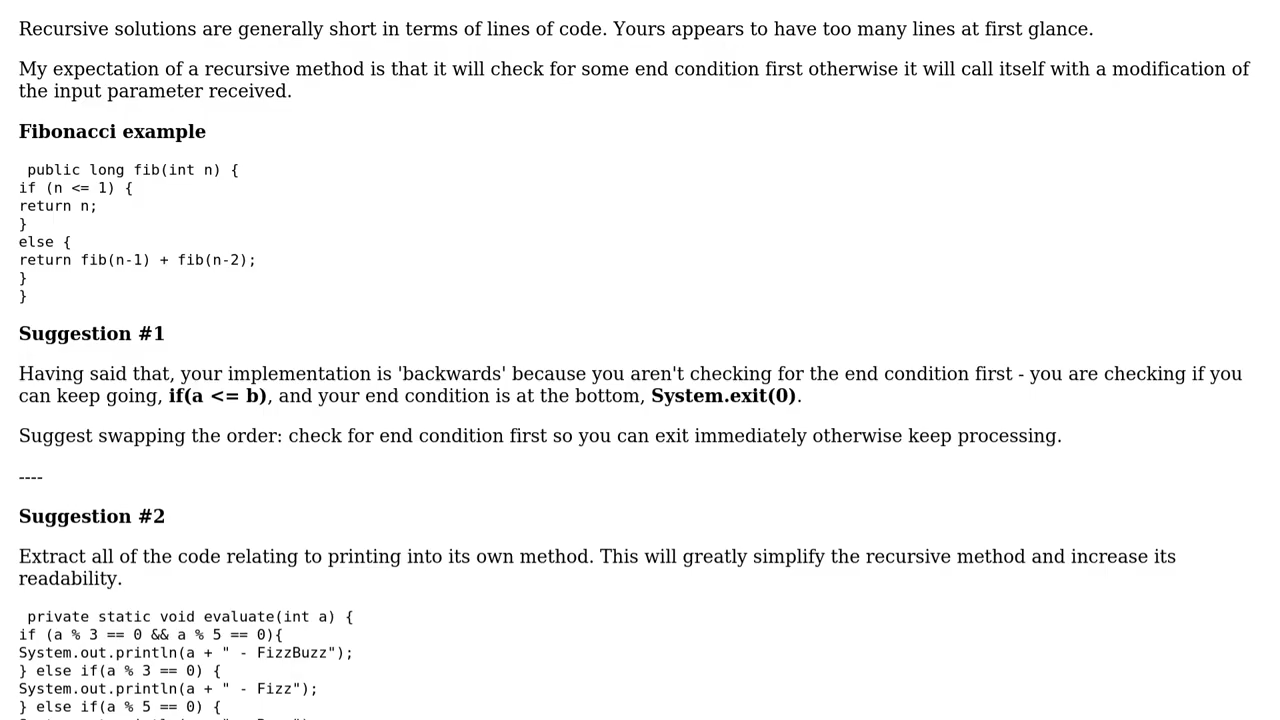 Recursive solutions are generally short in terms of lines of code. Yours appears to have too many lines at first glance.
My expectation of a recursive method is that it will check for some end condition first otherwise it will call itself with a modification of
the input parameter received.
Fibonacci example
public long fib(int n) {
if (n <= 1) {
return n;
}
else {
return fib(n-1) + fib(n-2);
}
}
Suggestion #1
Having said that, your implementation is 'backwards' because you aren't checking for the end condition first - you are checking if you
can keep going, if(a <= b), and your end condition is at the bottom, System.exit(0).
Suggest swapping the order: check for end condition first so you can exit immediately otherwise keep processing.
----
Suggestion #2
Extract all of the code relating to printing into its own method. This will greatly simplify the recursive method and increase its
readability.
private static void evaluate(int a) {
if (a % 3 == 0 && a % 5 == 0){
System.out.println(a + " - FizzBuzz");
} else if(a % 3 == 0) {
System.out.println(a + " - Fizz");
} else if(a % 5 == 0) {